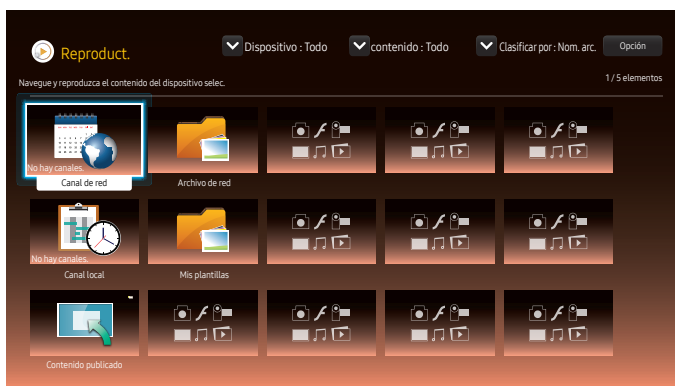 Reproduct.
Dispositivo : Todo
contenido : Todo
Clasificar por : Nom. arc.
Opción
Navegue y reproduzca el contenido del dispositivo selec.
1 / 5 elementos
No hay canales.
Canal de red
Archivo de red
No hay canales.
Canal local
Mis plantillas
Contenido publicado